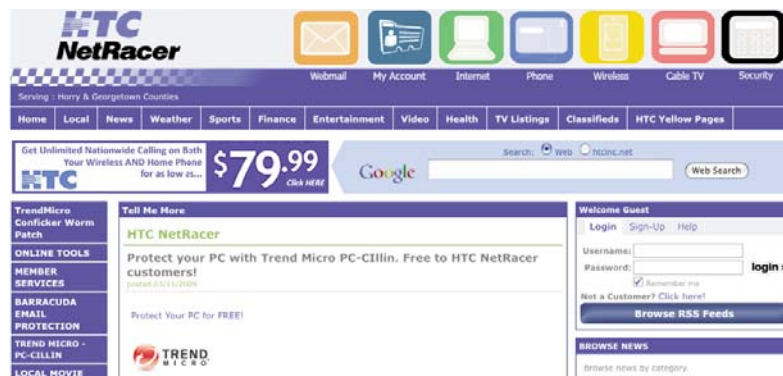 HTC
NetRacer
Webmail
My Account
Internet
Phone
Wireless
Cable TV
Security
Serving : Horry & Georgetown Counties
Home
Local
News
Weather
Sports
Finance
Entertainment
Video
Health
TV Listings
Classifieds
HTC Yellow Pages
Get Unlimited Nationwide Calling on Both
Your Wireless AND Home Phone
for as low as...
HTC
$79.99
Click HERE
Google
Search:
Web
htcinc.net
Web Search
TrendMicro
Conficker Worm
Patch
ONLINE TOOLS
MEMBER
SERVICES
BARRACUDA
EMAIL
PROTECTION
TREND MICRO -
PC-CILLIN
LOCAL MOVIE
Tell Me More
HTC NetRacer
Protect your PC with Trend Micro PC-CIllin. Free to HTC NetRacer
customers!
posted 03/11/2009
Protect Your PC for FREE!
TREND
MICRO
Welcome Guest
Login
Sign-Up
Help
Username:
Password:
login
Remember me
Not a Customer? Click here!
Browse RSS Feeds
BROWSE NEWS
Browse news by category.